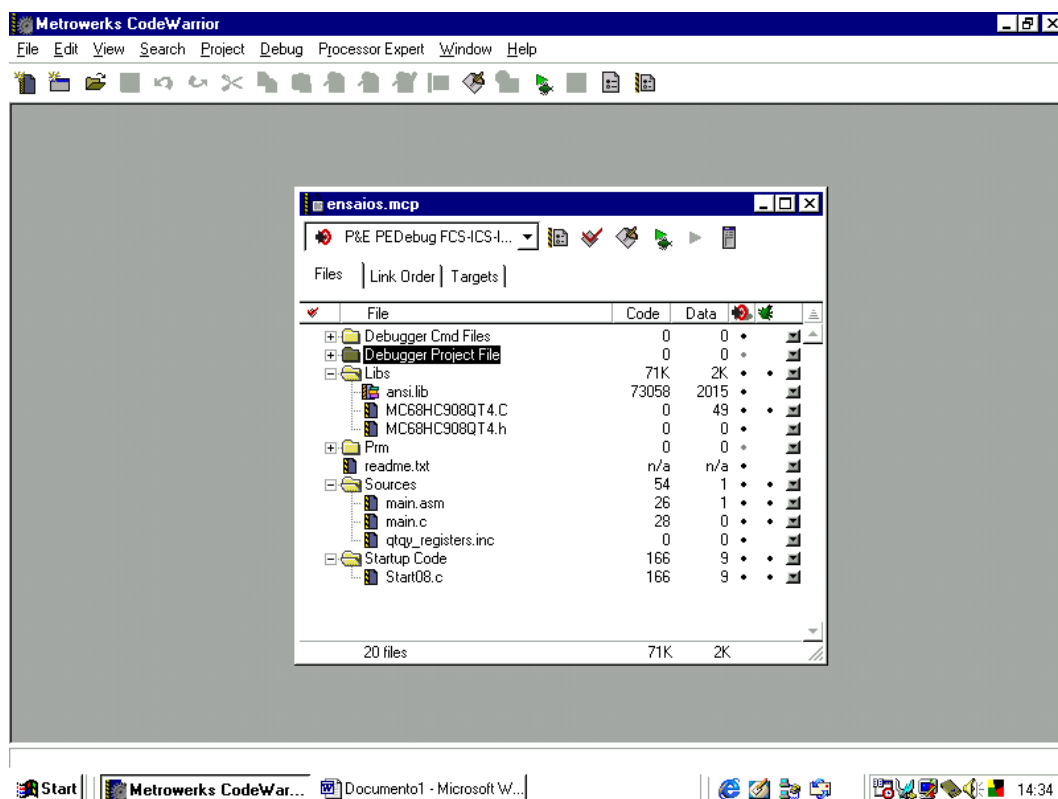 Metrowerks CodeWarrior
File Edit View Search Project Debug Processor Expert Window Help
ensaios.mcp
P&E PEDebug FCS-ICS-I...
Files Link Order Targets
File Code Data
Debugger Cmd Files 0 0
Debugger Project File 0 0
Libs 71K 2K
ansi.lib 73058 2015
MC68HC908QT4.C 0 49
MC68HC908QT4.h 0 0
Prm 0 0
readme.txt n/a n/a
Sources 54 1
main.asm 26 1
main.c 28 0
qtqy_registers.inc 0 0
Startup Code 166 9
Start08.c 166 9
20 files 71K 2K
Start Metrowerks CodeWar... Documento1 - Microsoft W... 14:34